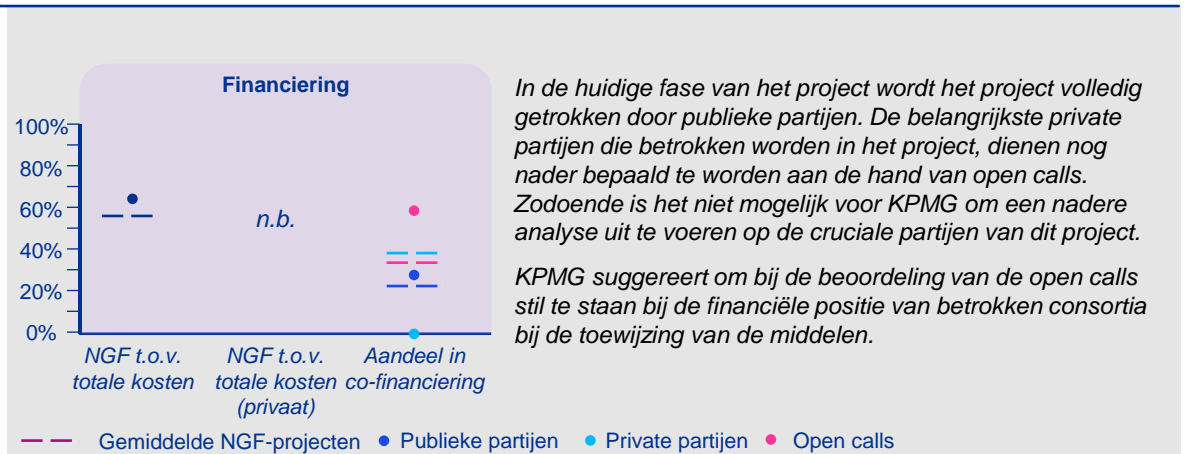 Financiering
100%
80%
60%
40%
20%
0%
n.b.
NGF t.o.v.
totale kosten
NGF t.o.v.
totale kosten
(privaat)
Aandeel in
co-financiering
Gemiddelde NGF-projecten
Publieke partijen
Private partijen
Open calls
In de huidige fase van het project wordt het project volledig
getrokken door publieke partijen. De belangrijkste private
partijen die betrokken worden in het project, dienen nog
nader bepaald te worden aan de hand van open calls.
Zodoende is het niet mogelijk voor KPMG om een nadere
analyse uit te voeren op de cruciale partijen van dit project.
KPMG suggereert om bij de beoordeling van de open calls
stil te staan bij de financiële positie van betrokken consortia
bij de toewijzing van de middelen.